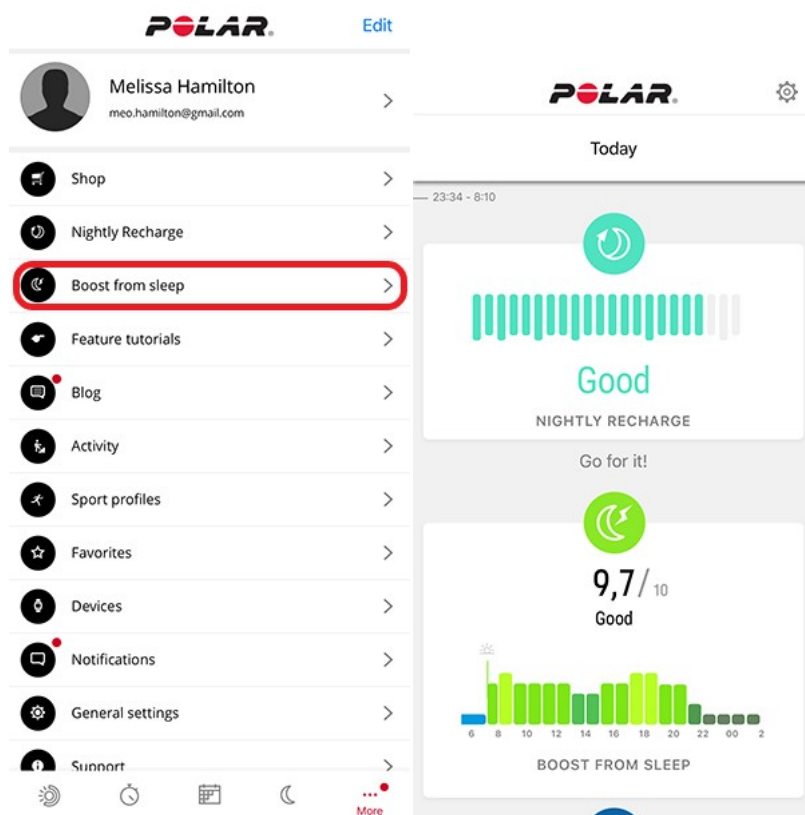 POLAR.
Edit
Melissa Hamilton
meo.hamilton@gmail.com
Shop
Nightly Recharge
Boost from sleep
Feature tutorials
Blog
Activity
Sport profiles
Favorites
Devices
Notifications
General settings
Support
More
POLAR.
Today
23:34 - 8:10
Good
NIGHTLY RECHARGE
Go for it!
9,7/ 10
Good
6 8 10 12 14 16 18 20 22 00 2
BOOST FROM SLEEP